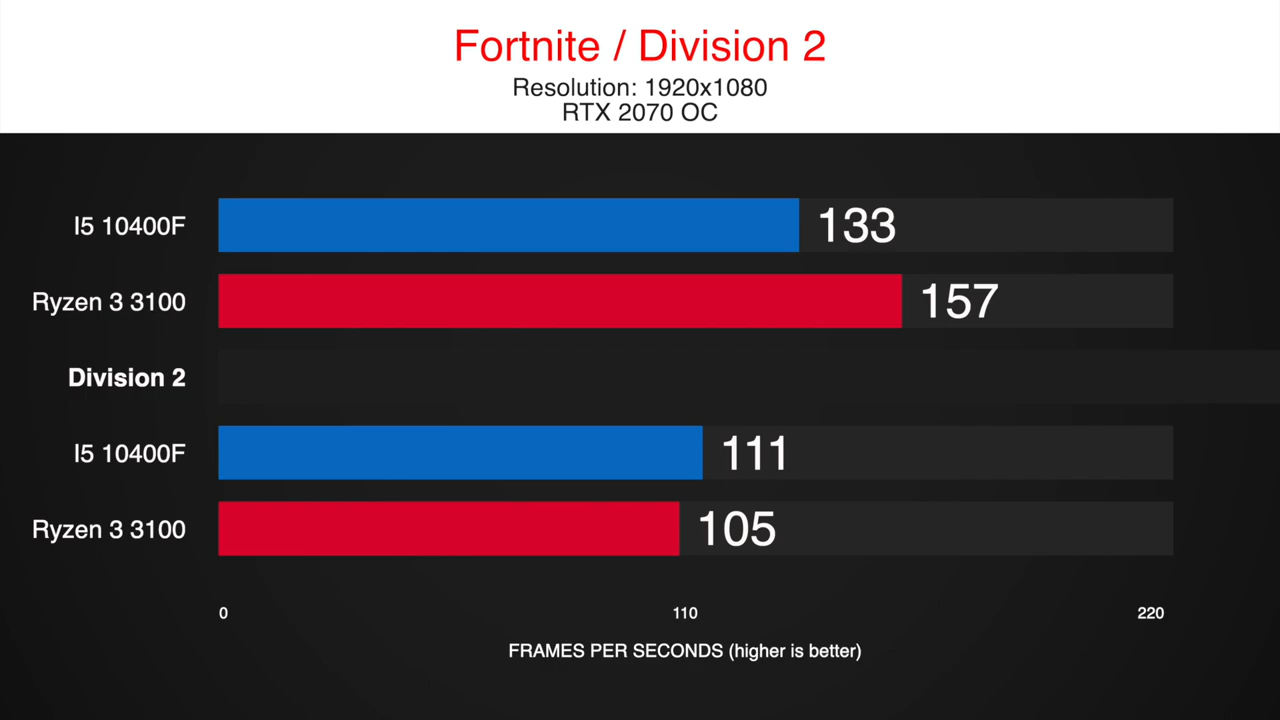 Fortnite / Division 2
Resolution: 1920x1080
RTX 2070 OC
I5 10400F 133
Ryzen 3 3100 157
Division 2
I5 10400F 111
Ryzen 3 3100 105
0 110 220
FRAMES PER SECONDS (higher is better)